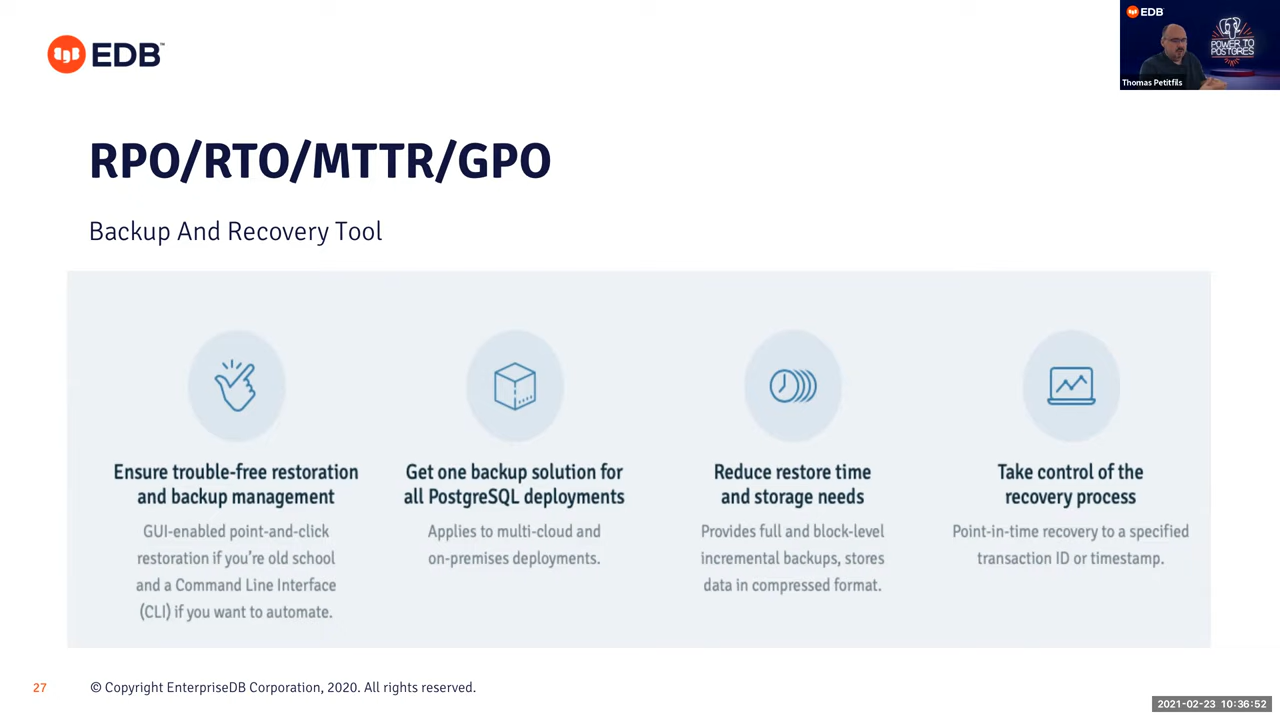 EDB™
EDB
POWER TO
POSTGRES
Thomas Petitfils
RPO/RTO/MTTR/GPO
Backup And Recovery Tool
Ensure trouble-free restoration
and backup management
GUI-enabled point-and-click
restoration if you’re old school
and a Command Line Interface
(CLI) if you want to automate.
Get one backup solution for
all PostgreSQL deployments
Applies to multi-cloud and
on-premises deployments.
Reduce restore time
and storage needs
Provides full and block-level
incremental backups, stores
data in compressed format.
Take control of the
recovery process
Point-in-time recovery to a specified
transaction ID or timestamp.
27
© Copyright EnterpriseDB Corporation, 2020. All rights reserved.
2021-02-23 10:36:52